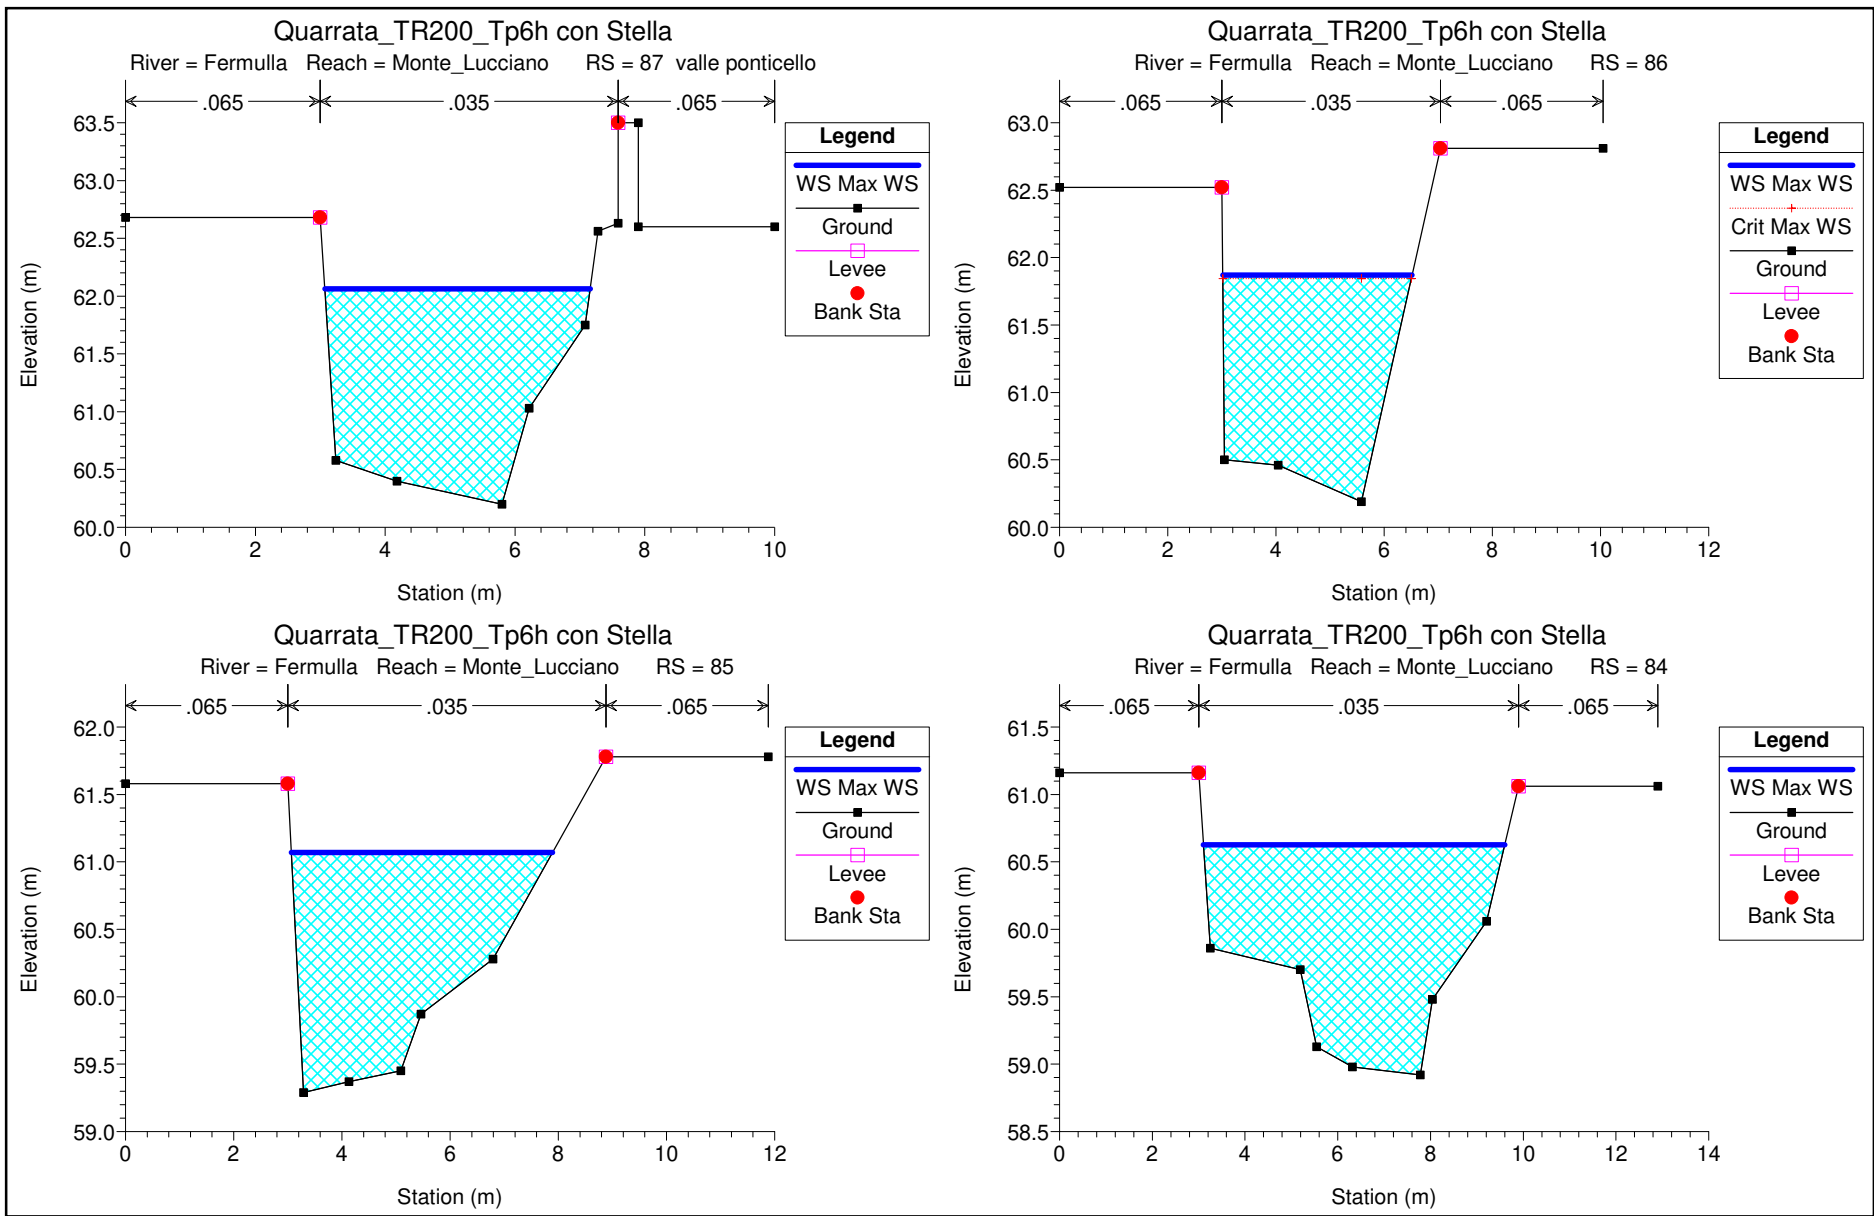 Quarrata_TR200_Tp6h con Stella
River = Fermulla Reach = Monte_Lucciano RS = 87 valle ponticello
.065 .035 .065
63.5
63.0
62.5
62.0
61.5
61.0
60.5
60.0
Elevation (m)
0 2 4 6 8 10
Station (m)
Legend
WS Max WS
Ground
Levee
Bank Sta
Quarrata_TR200_Tp6h con Stella
River = Fermulla Reach = Monte_Lucciano RS = 86
.065 .035 .065
63.0
62.5
62.0
61.5
61.0
60.5
60.0
Elevation (m)
0 2 4 6 8 10 12
Station (m)
Legend
WS Max WS
Crit Max WS
Ground
Levee
Bank Sta
Quarrata_TR200_Tp6h con Stella
River = Fermulla Reach = Monte_Lucciano RS = 85
.065 .035 .065
62.0
61.5
61.0
60.5
60.0
59.5
59.0
Elevation (m)
0 2 4 6 8 10 12
Station (m)
Legend
WS Max WS
Ground
Levee
Bank Sta
Quarrata_TR200_Tp6h con Stella
River = Fermulla Reach = Monte_Lucciano RS = 84
.065 .035 .065
61.5
61.0
60.5
60.0
59.5
59.0
58.5
Elevation (m)
0 2 4 6 8 10 12 14
Station (m)
Legend
WS Max WS
Ground
Levee
Bank Sta